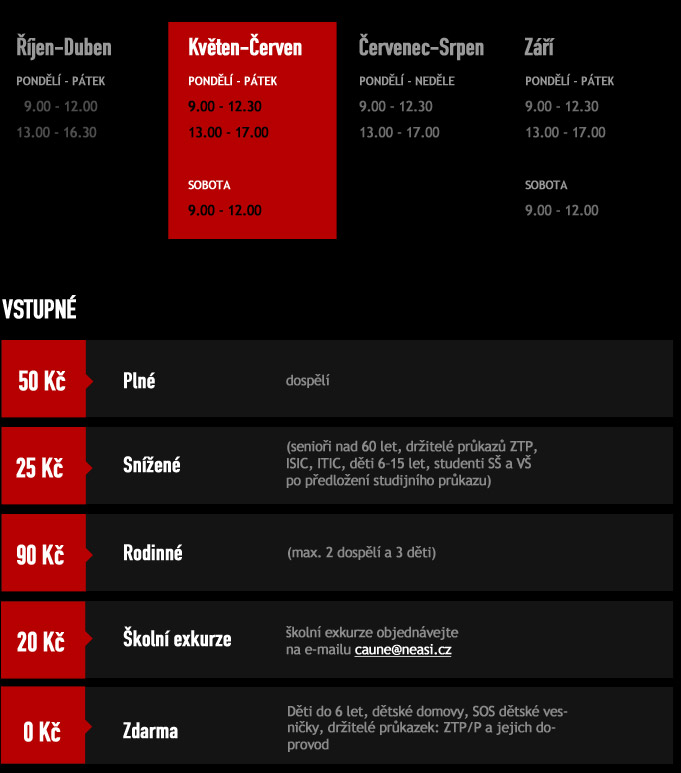 Říjen-Duben
PONDĚLÍ - PÁTEK
9.00 - 12.00
13.00 - 16.30
Květen-Červen
PONDĚLÍ - PÁTEK
9.00 - 12.30
13.00 - 17.00
SOBOTA
9.00 - 12.00
Červenec-Srpen
PONDĚLÍ - NEDĚLE
9.00 - 12.30
13.00 - 17.00
Září
PONDĚLÍ - PÁTEK
9.00 - 12.30
13.00 - 17.00
SOBOTA
9.00 - 12.00
VSTUPNÉ
50 Kč Plné dospělí
25 Kč Snížené
(senioři nad 60 let, držitelé průkazů ZTP,
ISIC, ITIC, děti 6-15 let, studenti SŠ a VŠ
po předložení studijního průkazu)
90 Kč Rodinné (max. 2 dospělí a 3 děti)
20 Kč Školní exkurze
školní exkurze objednávejte
na e-mailu caune@neasi.cz
0 Kč Zdarma
Děti do 6 let, dětské domovy, SOS dětské ves-
ničky, držitelé průkazek: ZTP/P a jejich do-
provod